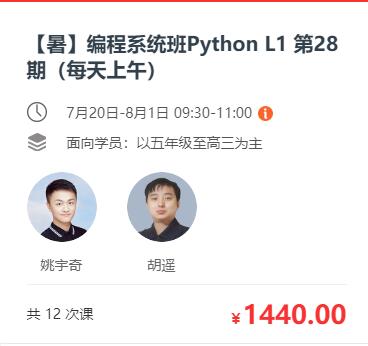 【暑】编程系统班Python L1 第28
期（每天上午）
7月20日-8月1日 09:30-11:00
面向学员：以五年级至高三为主
姚宇奇 胡遥
共 12 次课 ¥1440.00